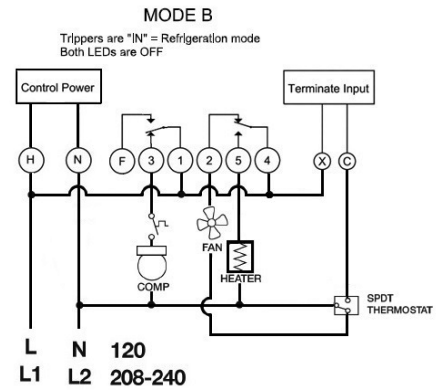 MODE B
Trippers are "IN" = Refrigeration mode
Both LEDs are OFF
Control Power
Terminate Input
H
N
F
3
1
2
5
4
X
C
FAN
COMP
HEATER
SPDT
THERMOSTAT
L N 120
L1 L2 208-240